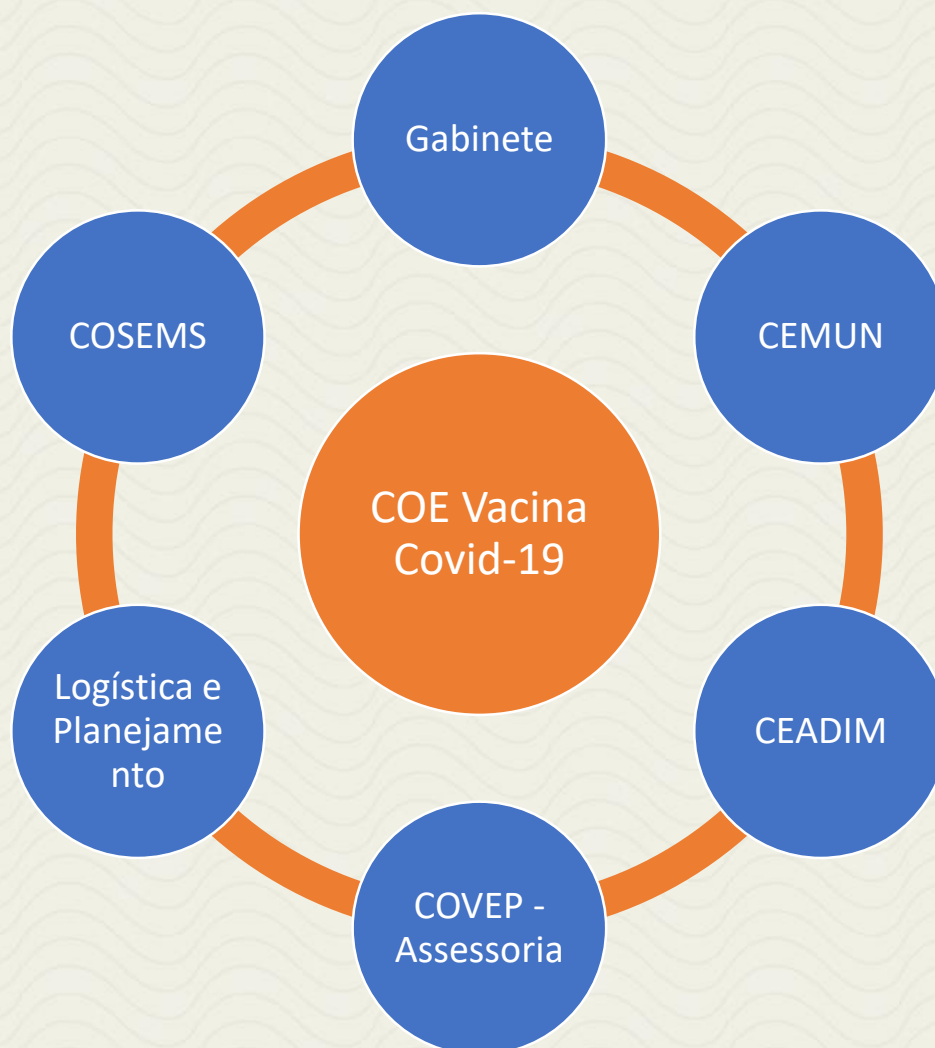 Gabinete
COSEMS
CEMUN
COE Vacina
Covid-19
Logística e
Planejame
nto
CEADIM
COVEP -
Assessoria